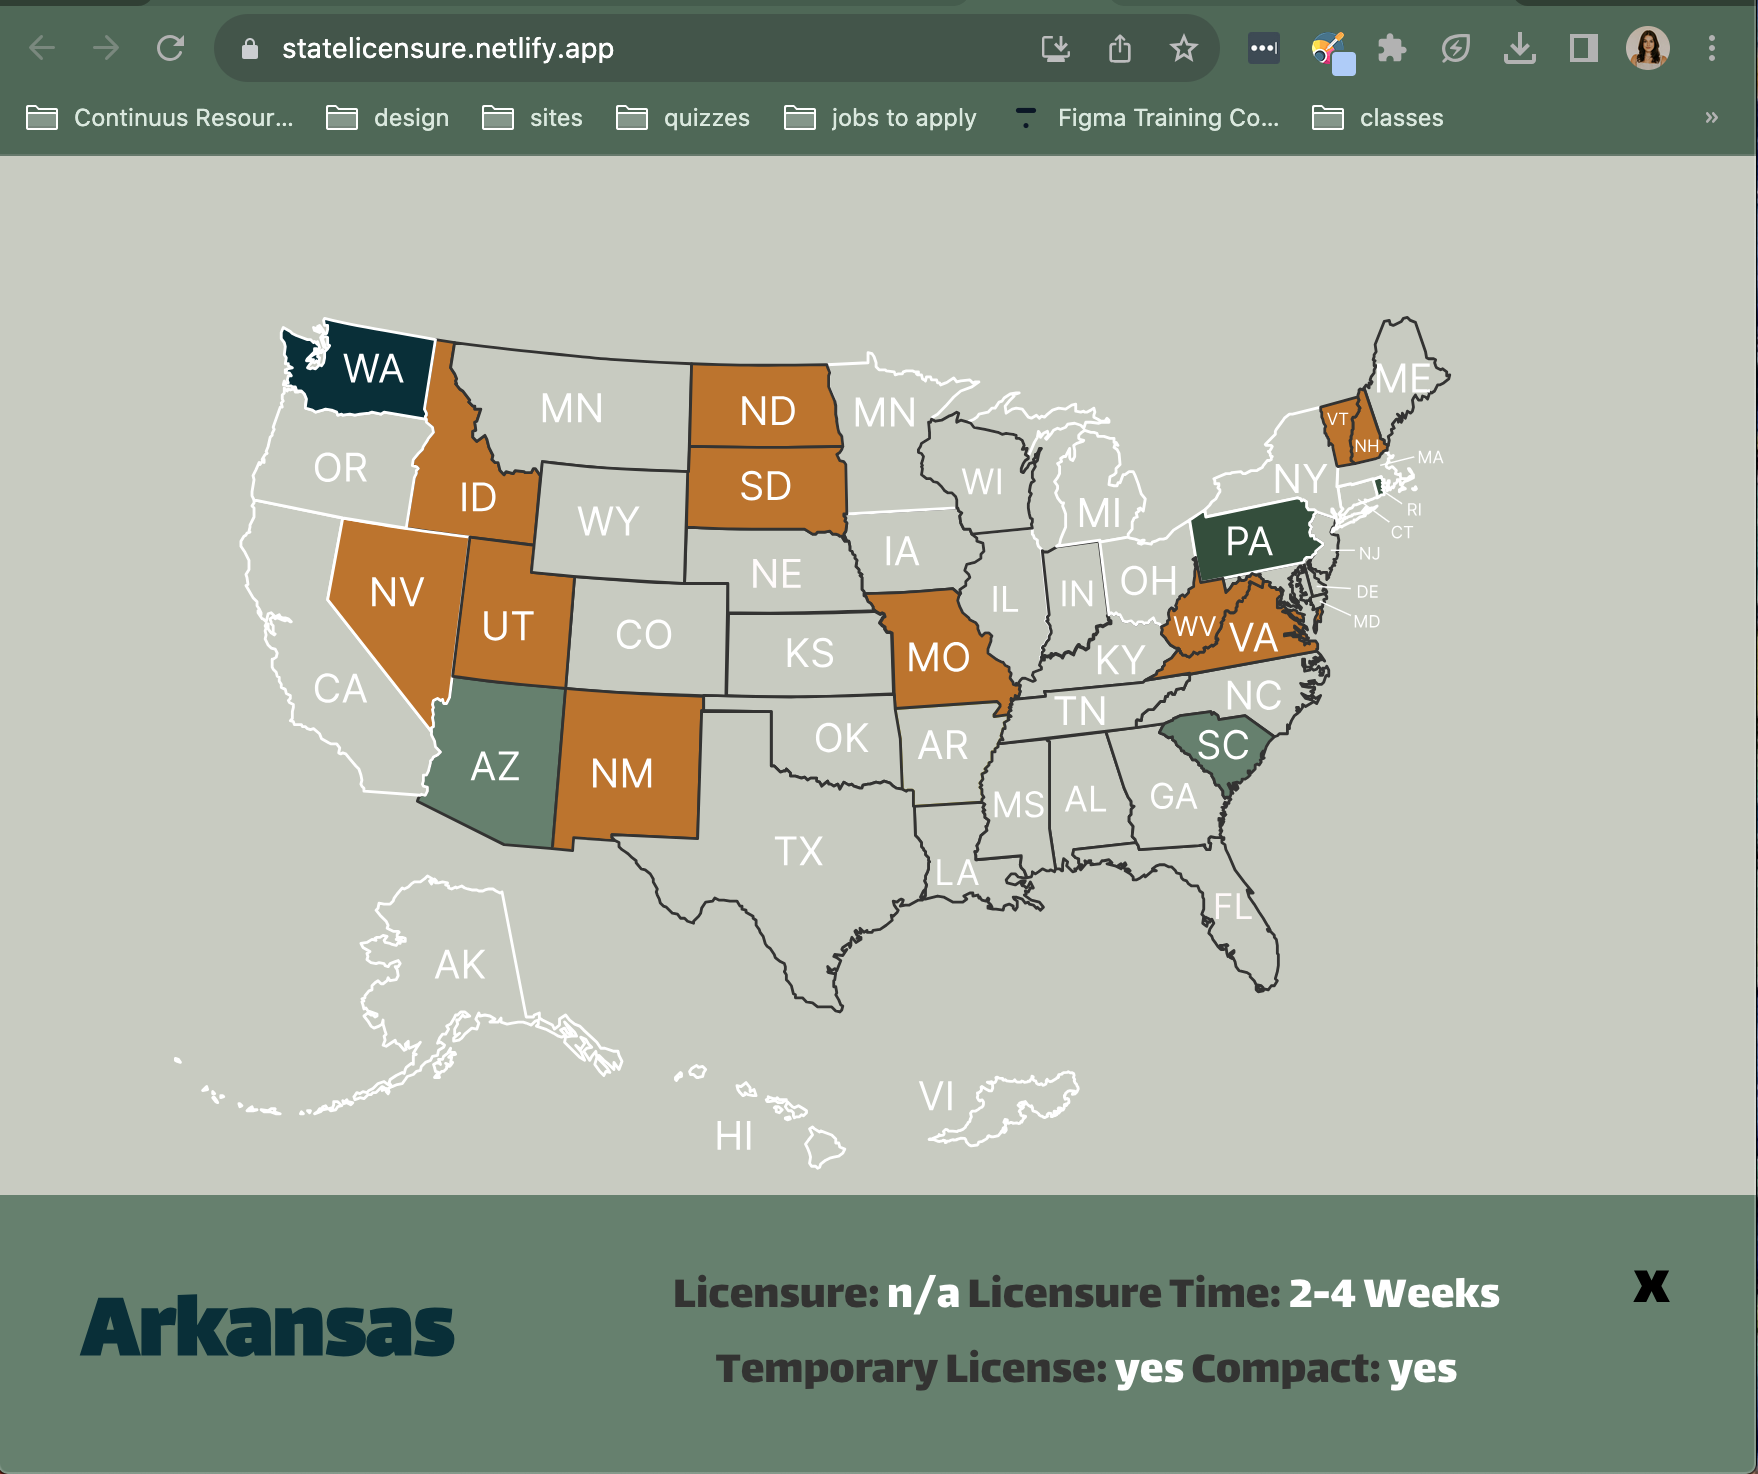 statelicensure.netlify.app
Continuus Resour... design sites quizzes jobs to apply Figma Training Co... classes »
WA
MN
ND
MN
ME
VT
NH
MA
OR
ID
SD
WI
NY
RI
WY
MI
PA
CT
IA
NJ
NV
NE
OH
IL
IN
DE
UT
CO
WV
VA
MD
KS
MO
KY
CA
NC
TN
AZ
NM
OK
AR
SC
MS
AL
GA
TX
LA
FL
AK
VI
HI
Arkansas
Licensure: n/a Licensure Time: 2-4 Weeks
Temporary License: yes Compact: yes
X